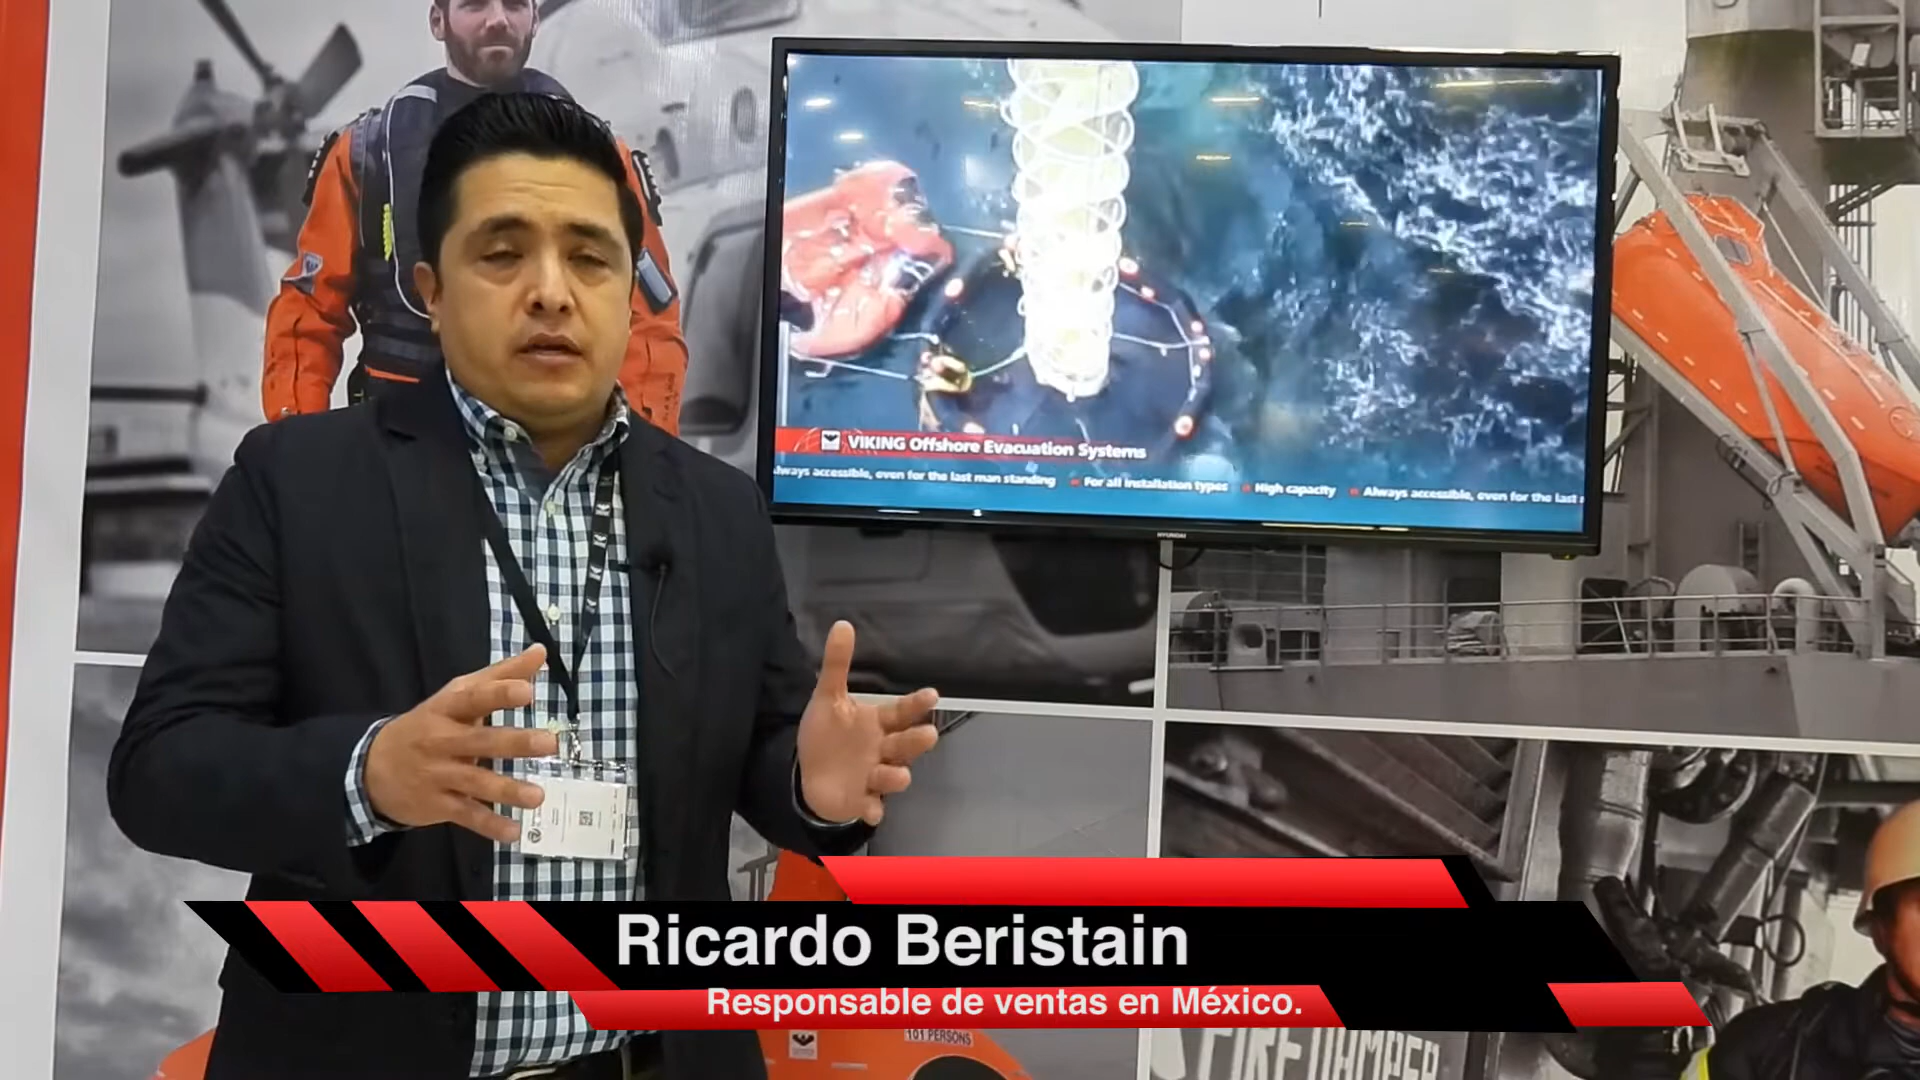 VIKING Offshore Evacuation Systems
always accessible, even for the last man standing » For all installation types » High capacity » Always accessible, even for the last
HYUNDAI
Ricardo Beristain
Responsable de ventas en México.
101 PERSONS
FIRE DAMPER